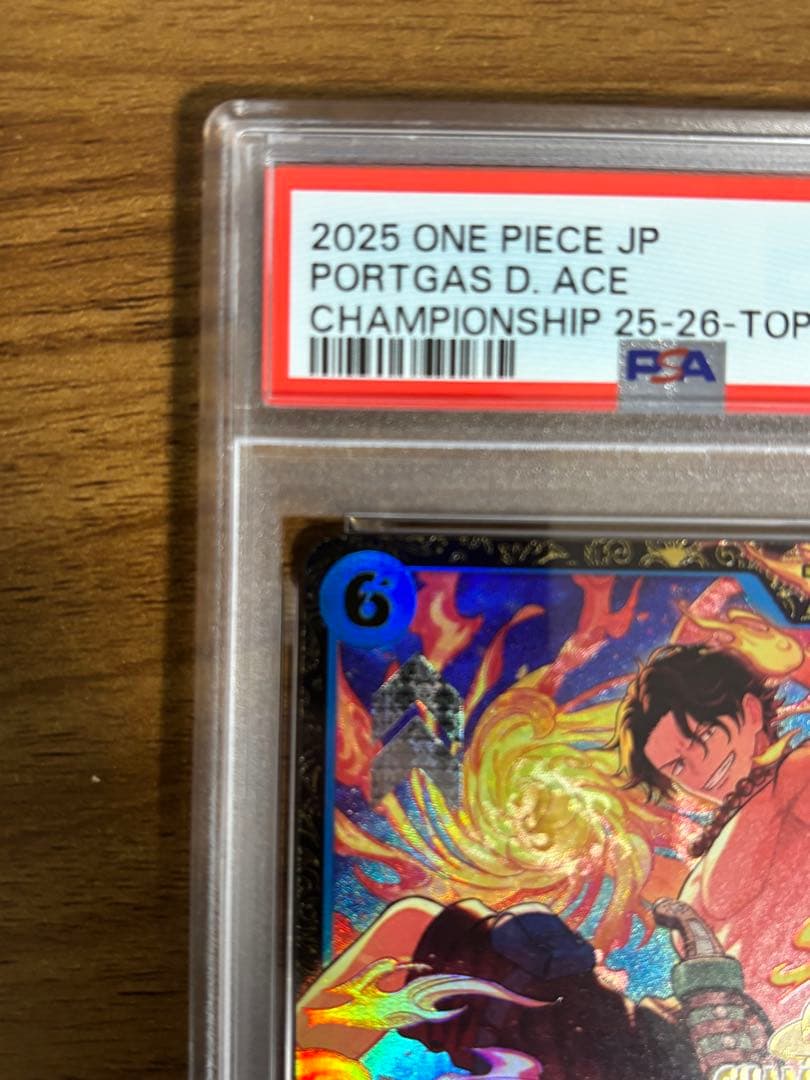 2025 ONE PIECE JP
PORTGAS D. ACE
CHAMPIONSHIP 25-26-TOP
PSA
6